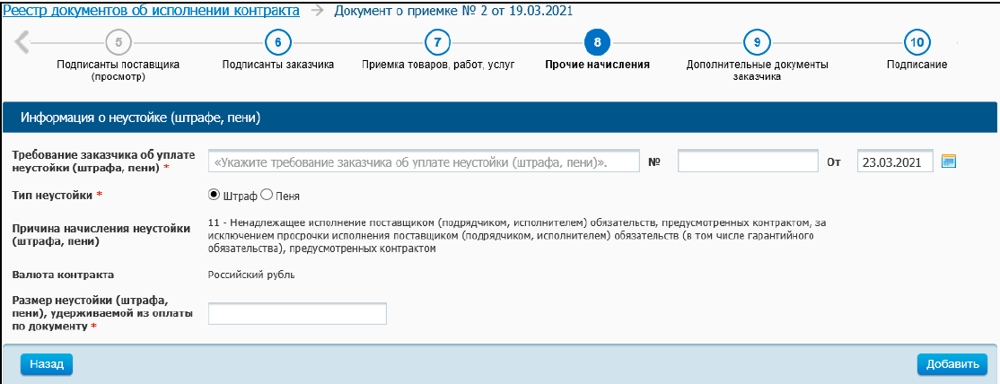 Реестр документов об исполнении контракта → Документ о приемке № 2 от 19.03.2021
5 6 7 8 9 10
Подписанты поставщика Подписанты заказчика Приемка товаров, работ, услуг Прочие начисления Дополнительные документы Подписание
(просмотр) заказчика
Информация о неустойке (штрафе, пени)
Требование заказчика об уплате
неустойки (штрафа, пени) * «Укажите требование заказчика об уплате неустойки (штрафа, пени)». № От 23.03.2021
Тип неустойки * Штраф Пеня
Причина начисления неустойки
(штрафа, пени)
11 - Ненадлежащее исполнение поставщиком (подрядчиком, исполнителем) обязательств, предусмотренных контрактом, за
исключением просрочки исполнения поставщиком (подрядчиком, исполнителем) обязательств (в том числе гарантийного
обязательства), предусмотренных контрактом
Валюта контракта Российский рубль
Размер неустойки (штрафа,
пени), удерживаемой из оплаты
по документу *
Назад Добавить